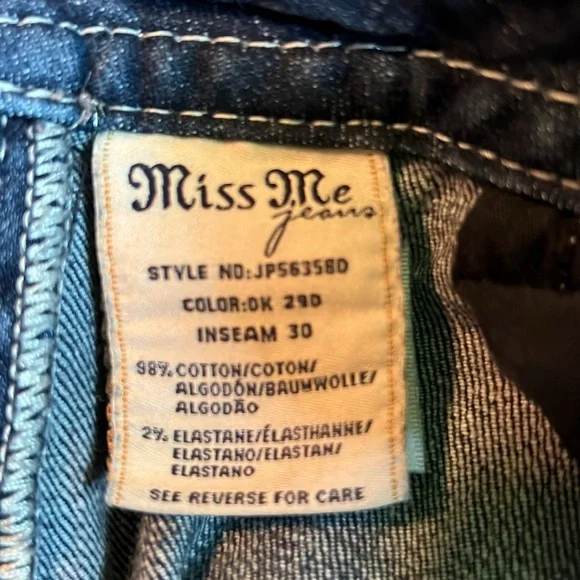 Miss Me
jeans
STYLE NO:JP5635BD
COLOR:DK 290
INSEAM 30
98% COTTON/COTON/
ALGODÓN/BAUMWOLLE/
ALGODÃO
2% ELASTANE/ÉLASTHANNE/
ELASTANO/ELASTAN/
ELASTANO
SEE REVERSE FOR CARE